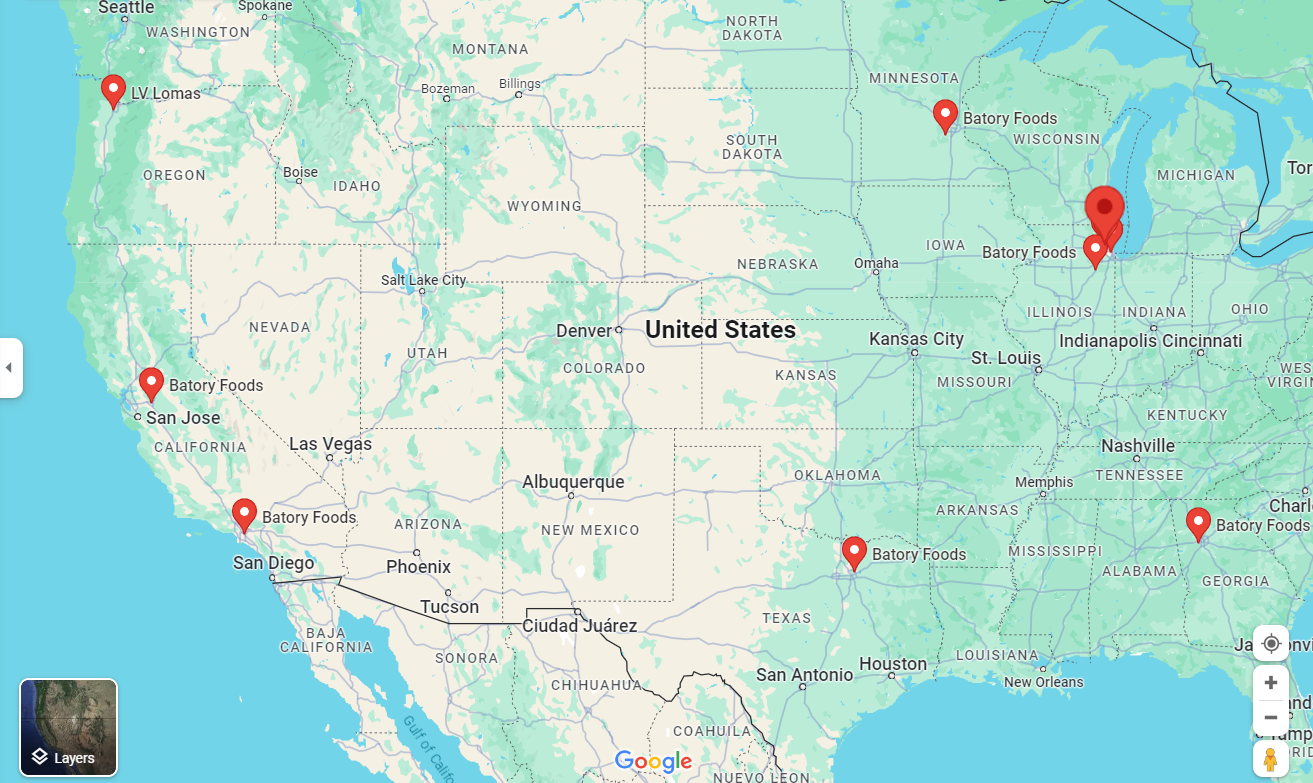 Seattle
Spokane
WASHINGTON
NORTH
DAKOTA
MONTANA
MINNESOTA
Bozeman
Billings
LV Lomas
Batory Foods
WISCONSIN
SOUTH
DAKOTA
OREGON
Boise
IDAHO
MICHIGAN
Tor
WYOMING
IOWA
Batory Foods
NEBRASKA
Omaha
Salt Lake City
ILLINOIS
INDIANA
OHIO
NEVADA
Denver
United States
Kansas City
Indianapolis
Cincinnati
UTAH
St. Louis
COLORADO
KANSAS
MISSOURI
WES
VIRGIN
Batory Foods
San Jose
KENTUCKY
CALIFORNIA
Las Vegas
Nashville
OKLAHOMA
TENNESSEE
Albuquerque
Memphis
Charl
ARKANSAS
Batory Foods
ARIZONA
NEW MEXICO
Batory Foods
Batory Foods
MISSISSIPPI
San Diego
Phoenix
ALABAMA
GEORGIA
Tucson
Ciudad Juárez
TEXAS
BAJA
CALIFORNIA
SONORA
LOUISIANA
Houston
San Antonio
New Orleans
CHIHUAHUA
COAHUILA
Gulf of Califo
Layers
Google
NUEVO LEON